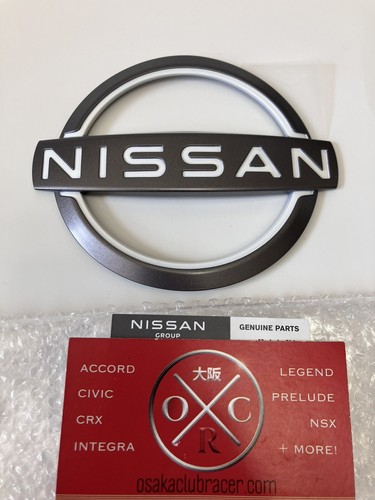 NISSAN
NISSAN
GROUP
GENUINE PARTS
ACCORD
CIVIC
CRX
INTEGRA
大阪
O C
R
LEGEND
PRELUDE
NSX
+ MORE!
osakaclubracer.com